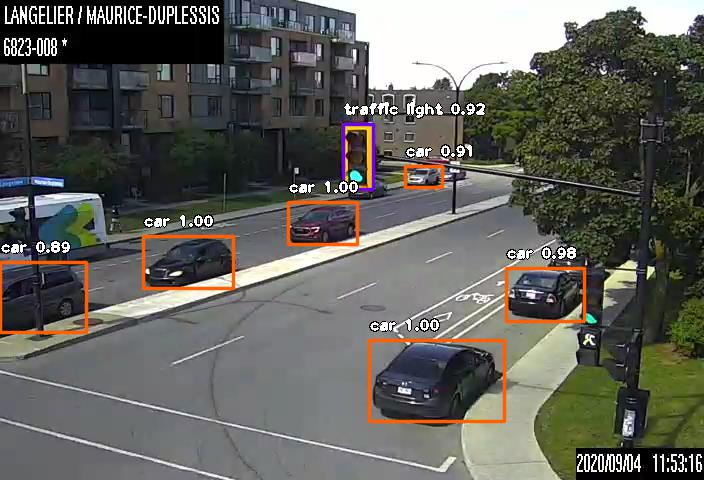 LANGELIER / MAURICE-DUPLESSIS
6823-008 *
traffic light 0.92
car 0.91
car 1.00
car 1.00
car 0.89
car 0.98
car 1.00
2020/09/04 11:53:16